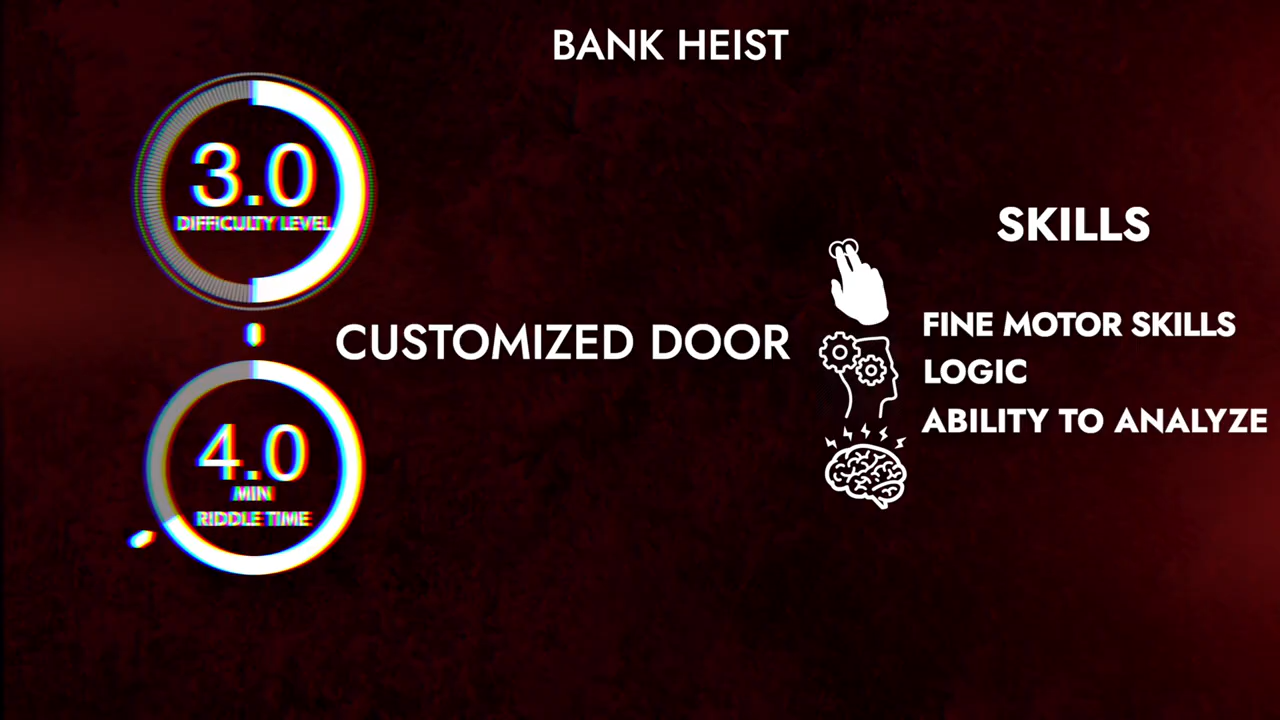 BANK HEIST
3.0
DIFFICULTY LEVEL
CUSTOMIZED DOOR
4.0
MIN
RIDDLE TIME
SKILLS
FINE MOTOR SKILLS
LOGIC
ABILITY TO ANALYZE